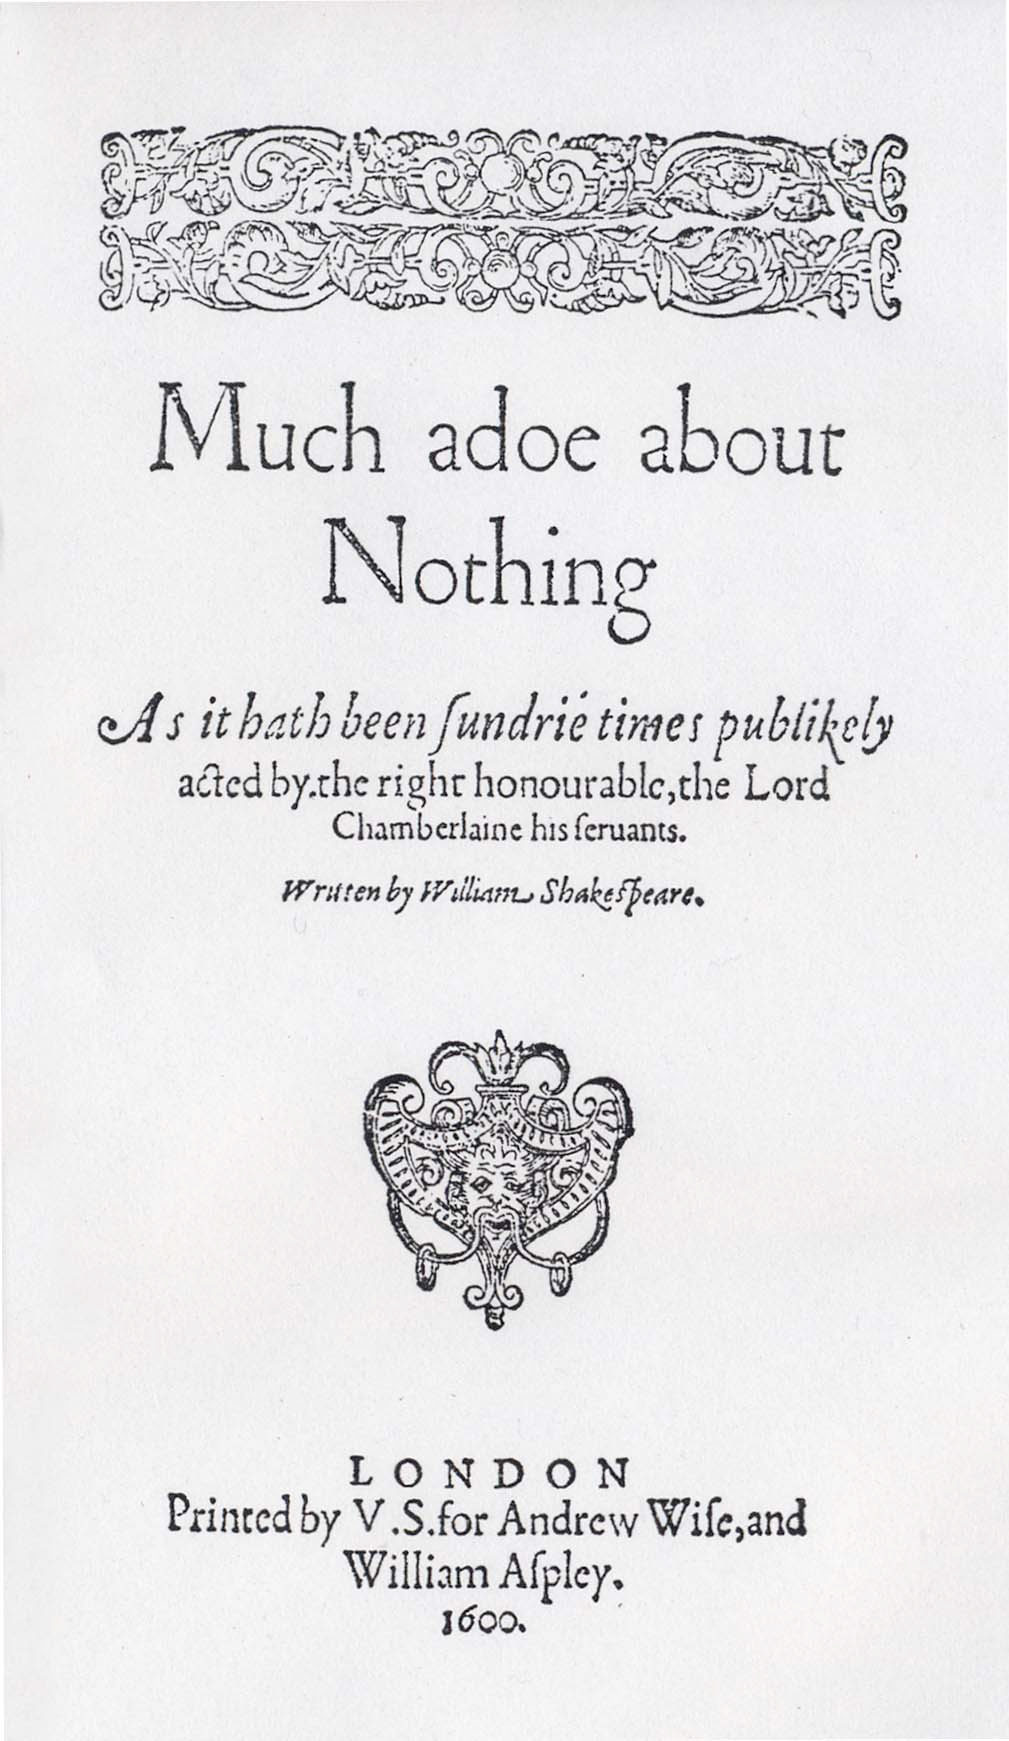 Much adoe about
Nothing
As it hath been ſundrie times publikely
acted by the right honourable, the Lord
Chamberlaine his ſeruants.
Written by William Shakeſpeare.
LONDON
Printed by V.S. for Andrew Wiſe, and
William Aſpley.
1600.